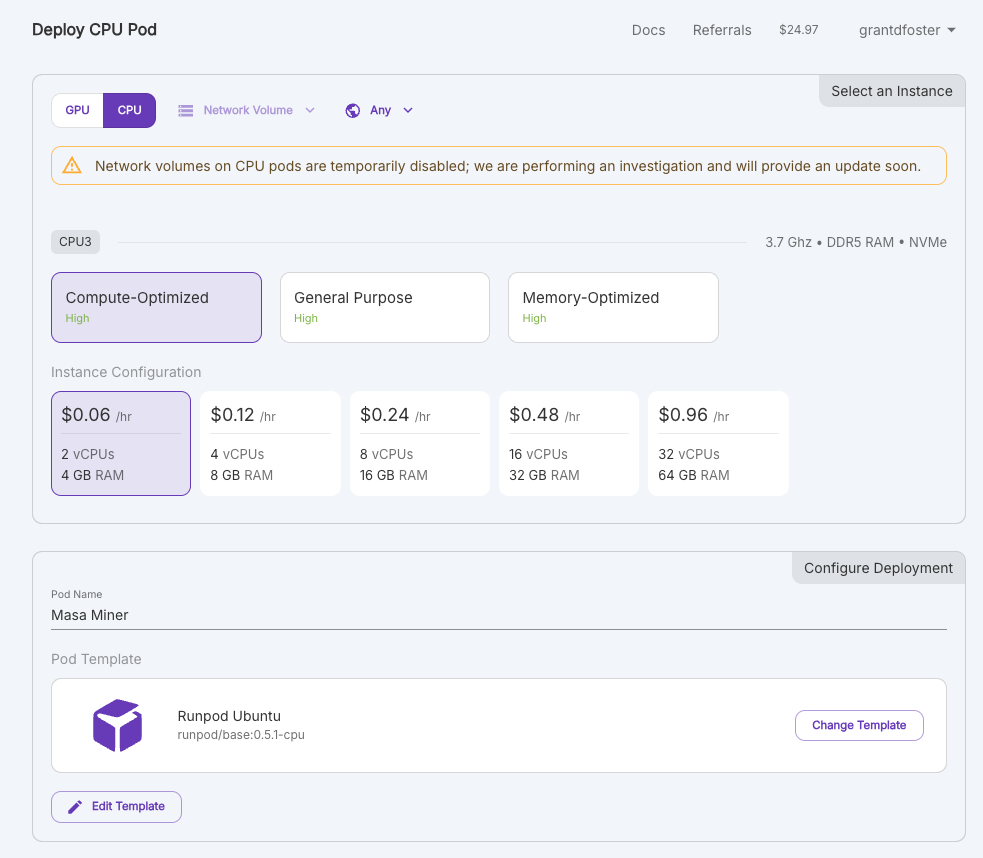 Deploy CPU Pod
Docs
Referrals
$24.97
grantdfoster
Select an Instance
GPU
CPU
Network Volume
Any
Network volumes on CPU pods are temporarily disabled; we are performing an investigation and will provide an update soon.
CPU3
3.7 Ghz • DDR5 RAM • NVMe
Compute-Optimized
High
General Purpose
High
Memory-Optimized
High
Instance Configuration
$0.06 /hr
2 vCPUs
4 GB RAM
$0.12 /hr
4 vCPUs
8 GB RAM
$0.24 /hr
8 vCPUs
16 GB RAM
$0.48 /hr
16 vCPUs
32 GB RAM
$0.96 /hr
32 vCPUs
64 GB RAM
Configure Deployment
Pod Name
Masa Miner
Pod Template
Runpod Ubuntu
runpod/base:0.5.1-cpu
Change Template
Edit Template